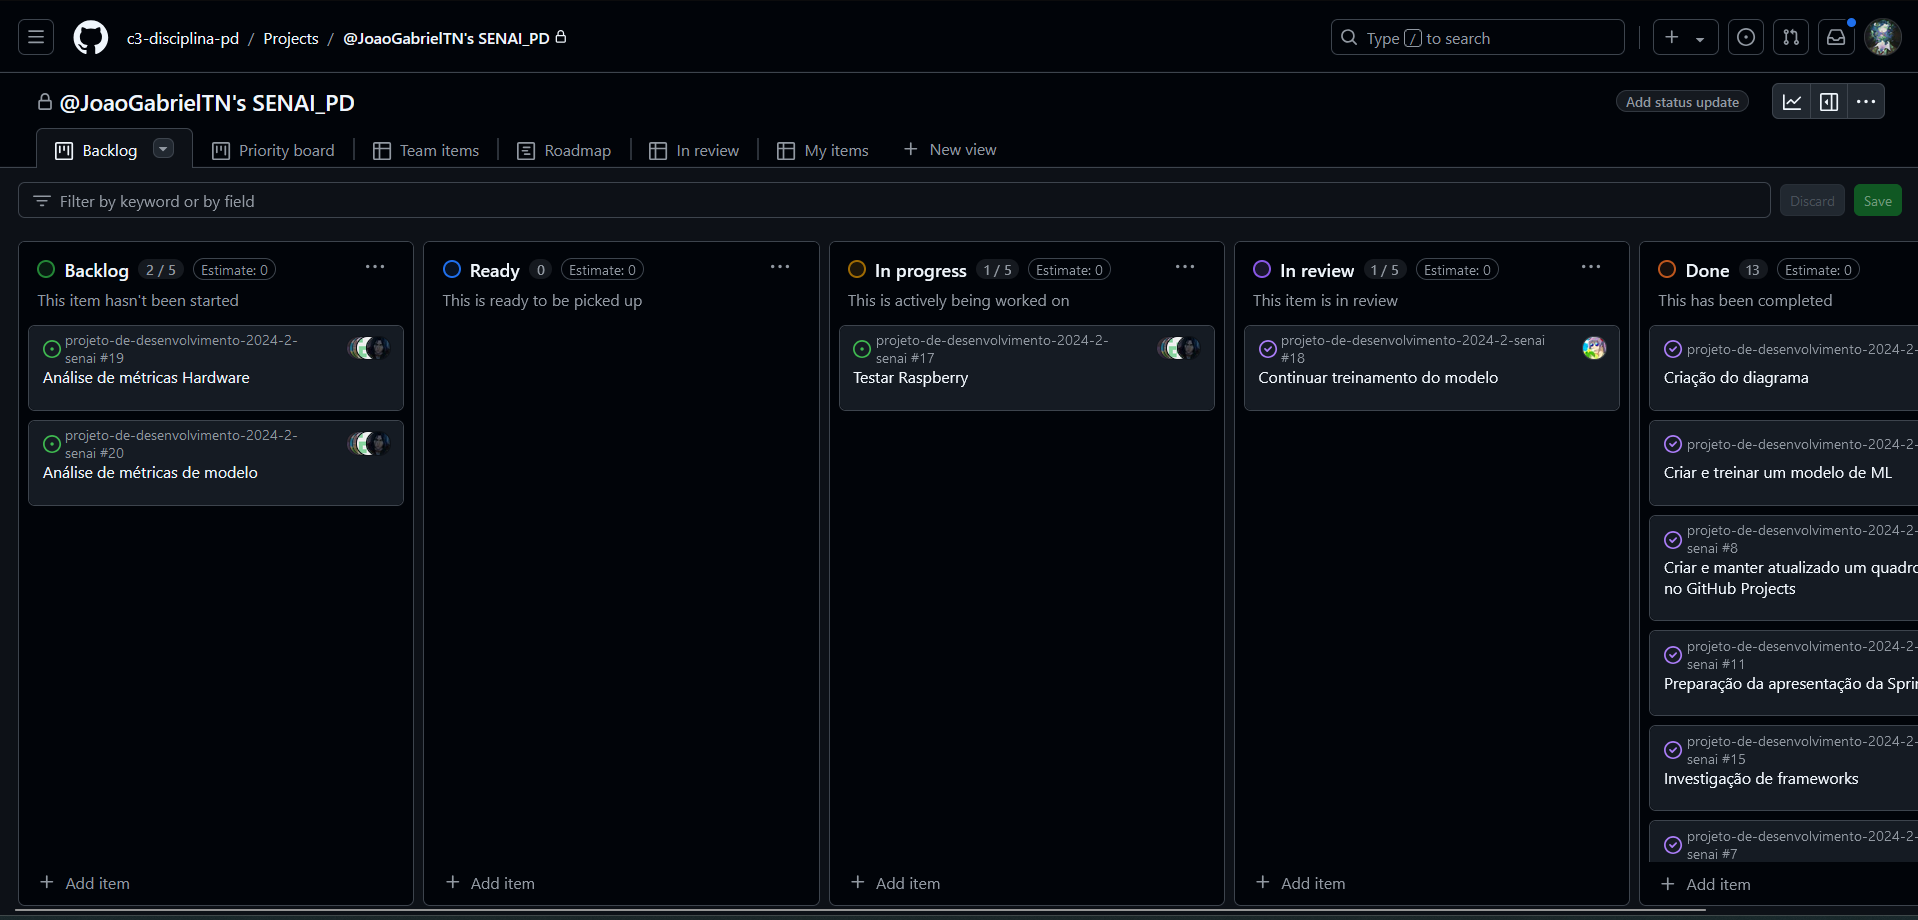 c3-disciplina-pd / Projects / @JoaoGabrielTN's SENAI_PD
Type / to search
@JoaoGabrielTN's SENAI_PD
Add status update
Backlog
Priority board
Team items
Roadmap
In review
My items
New view
Filter by keyword or by field
Discard
Save
Backlog 2 / 5 Estimate: 0
This item hasn't been started
projeto-de-desenvolvimento-2024-2-
senai #19
Análise de métricas Hardware
projeto-de-desenvolvimento-2024-2-
senai #20
Análise de métricas de modelo
Add item
Ready 0 Estimate: 0
This is ready to be picked up
Add item
In progress 1 / 5 Estimate: 0
This is actively being worked on
projeto-de-desenvolvimento-2024-2-
senai #17
Testar Raspberry
Add item
In review 1 / 5 Estimate: 0
This item is in review
projeto-de-desenvolvimento-2024-2-senai
#18
Continuar treinamento do modelo
Add item
Done 13 Estimate: 0
This has been completed
projeto-de-desenvolvimento-2024-2-
Criação do diagrama
projeto-de-desenvolvimento-2024-2-
Criar e treinar um modelo de ML
projeto-de-desenvolvimento-2024-2-
senai #8
Criar e manter atualizado um quadro
no GitHub Projects
projeto-de-desenvolvimento-2024-2-
senai #11
Preparação da apresentação da Sprin
projeto-de-desenvolvimento-2024-2-
senai #15
Investigação de frameworks
projeto-de-desenvolvimento-2024-2-
senai #7
Add item